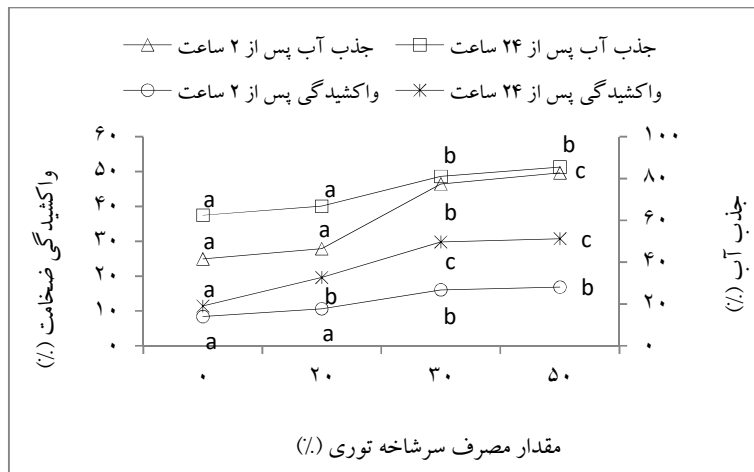 جذب آب پس از ۲ ساعت جذب آب پس از ۲۴ ساعت
واکشیدگی پس از ۲ ساعت واکشیدگی پس از ۲۴ ساعت
واکشیدگی ضخامت (٪)
۶۰
۵۰
۴۰
۳۰
۲۰
۱۰
۰
جذب آب (٪)
۱۰۰
۸۰
۶۰
۴۰
۲۰
۰
a a b b
a a b c
a b c c
a a b b
۰ ۲۰ ۳۰ ۵۰
مقدار مصرف سرشاخه توری (٪)